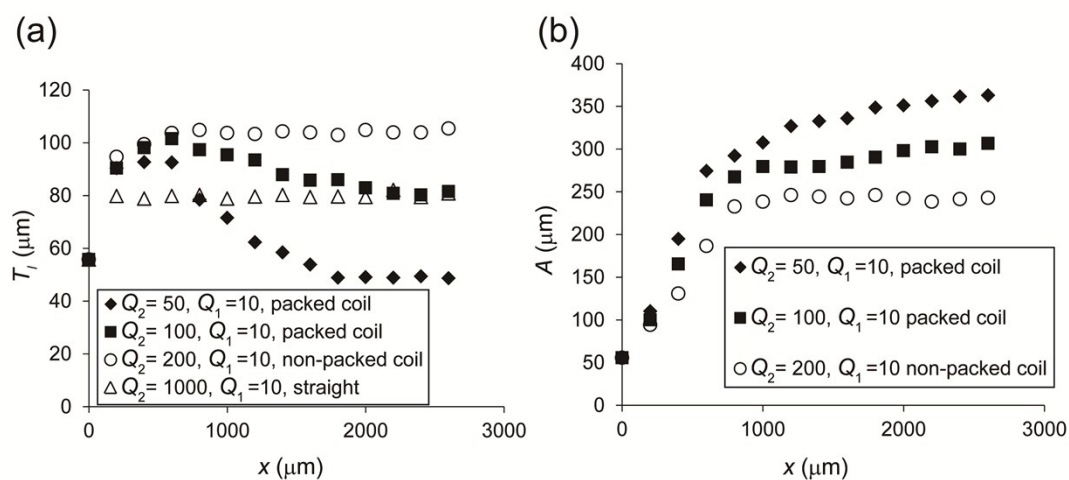 (a)
120
100
80
60
40
20
0
T_l (μm)
Q₂= 50, Q₁=10, packed coil
Q₂= 100, Q₁=10, packed coil
Q₂= 200, Q₁=10, non-packed coil
Q₂= 1000, Q₁=10, straight
0 1000 2000 3000
x (μm)
(b)
400
350
300
250
200
150
100
50
0
A (μm)
Q₂= 50, Q₁=10, packed coil
Q₂= 100, Q₁=10 packed coil
Q₂= 200, Q₁=10 non-packed coil
0 1000 2000 3000
x (μm)